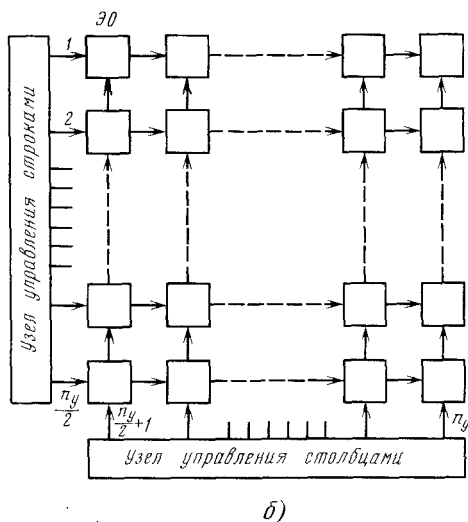 ЭО
1
2
Узел управления строками
n_y/2
n_y/2+1
n_y
Узел управления столбцами
б)